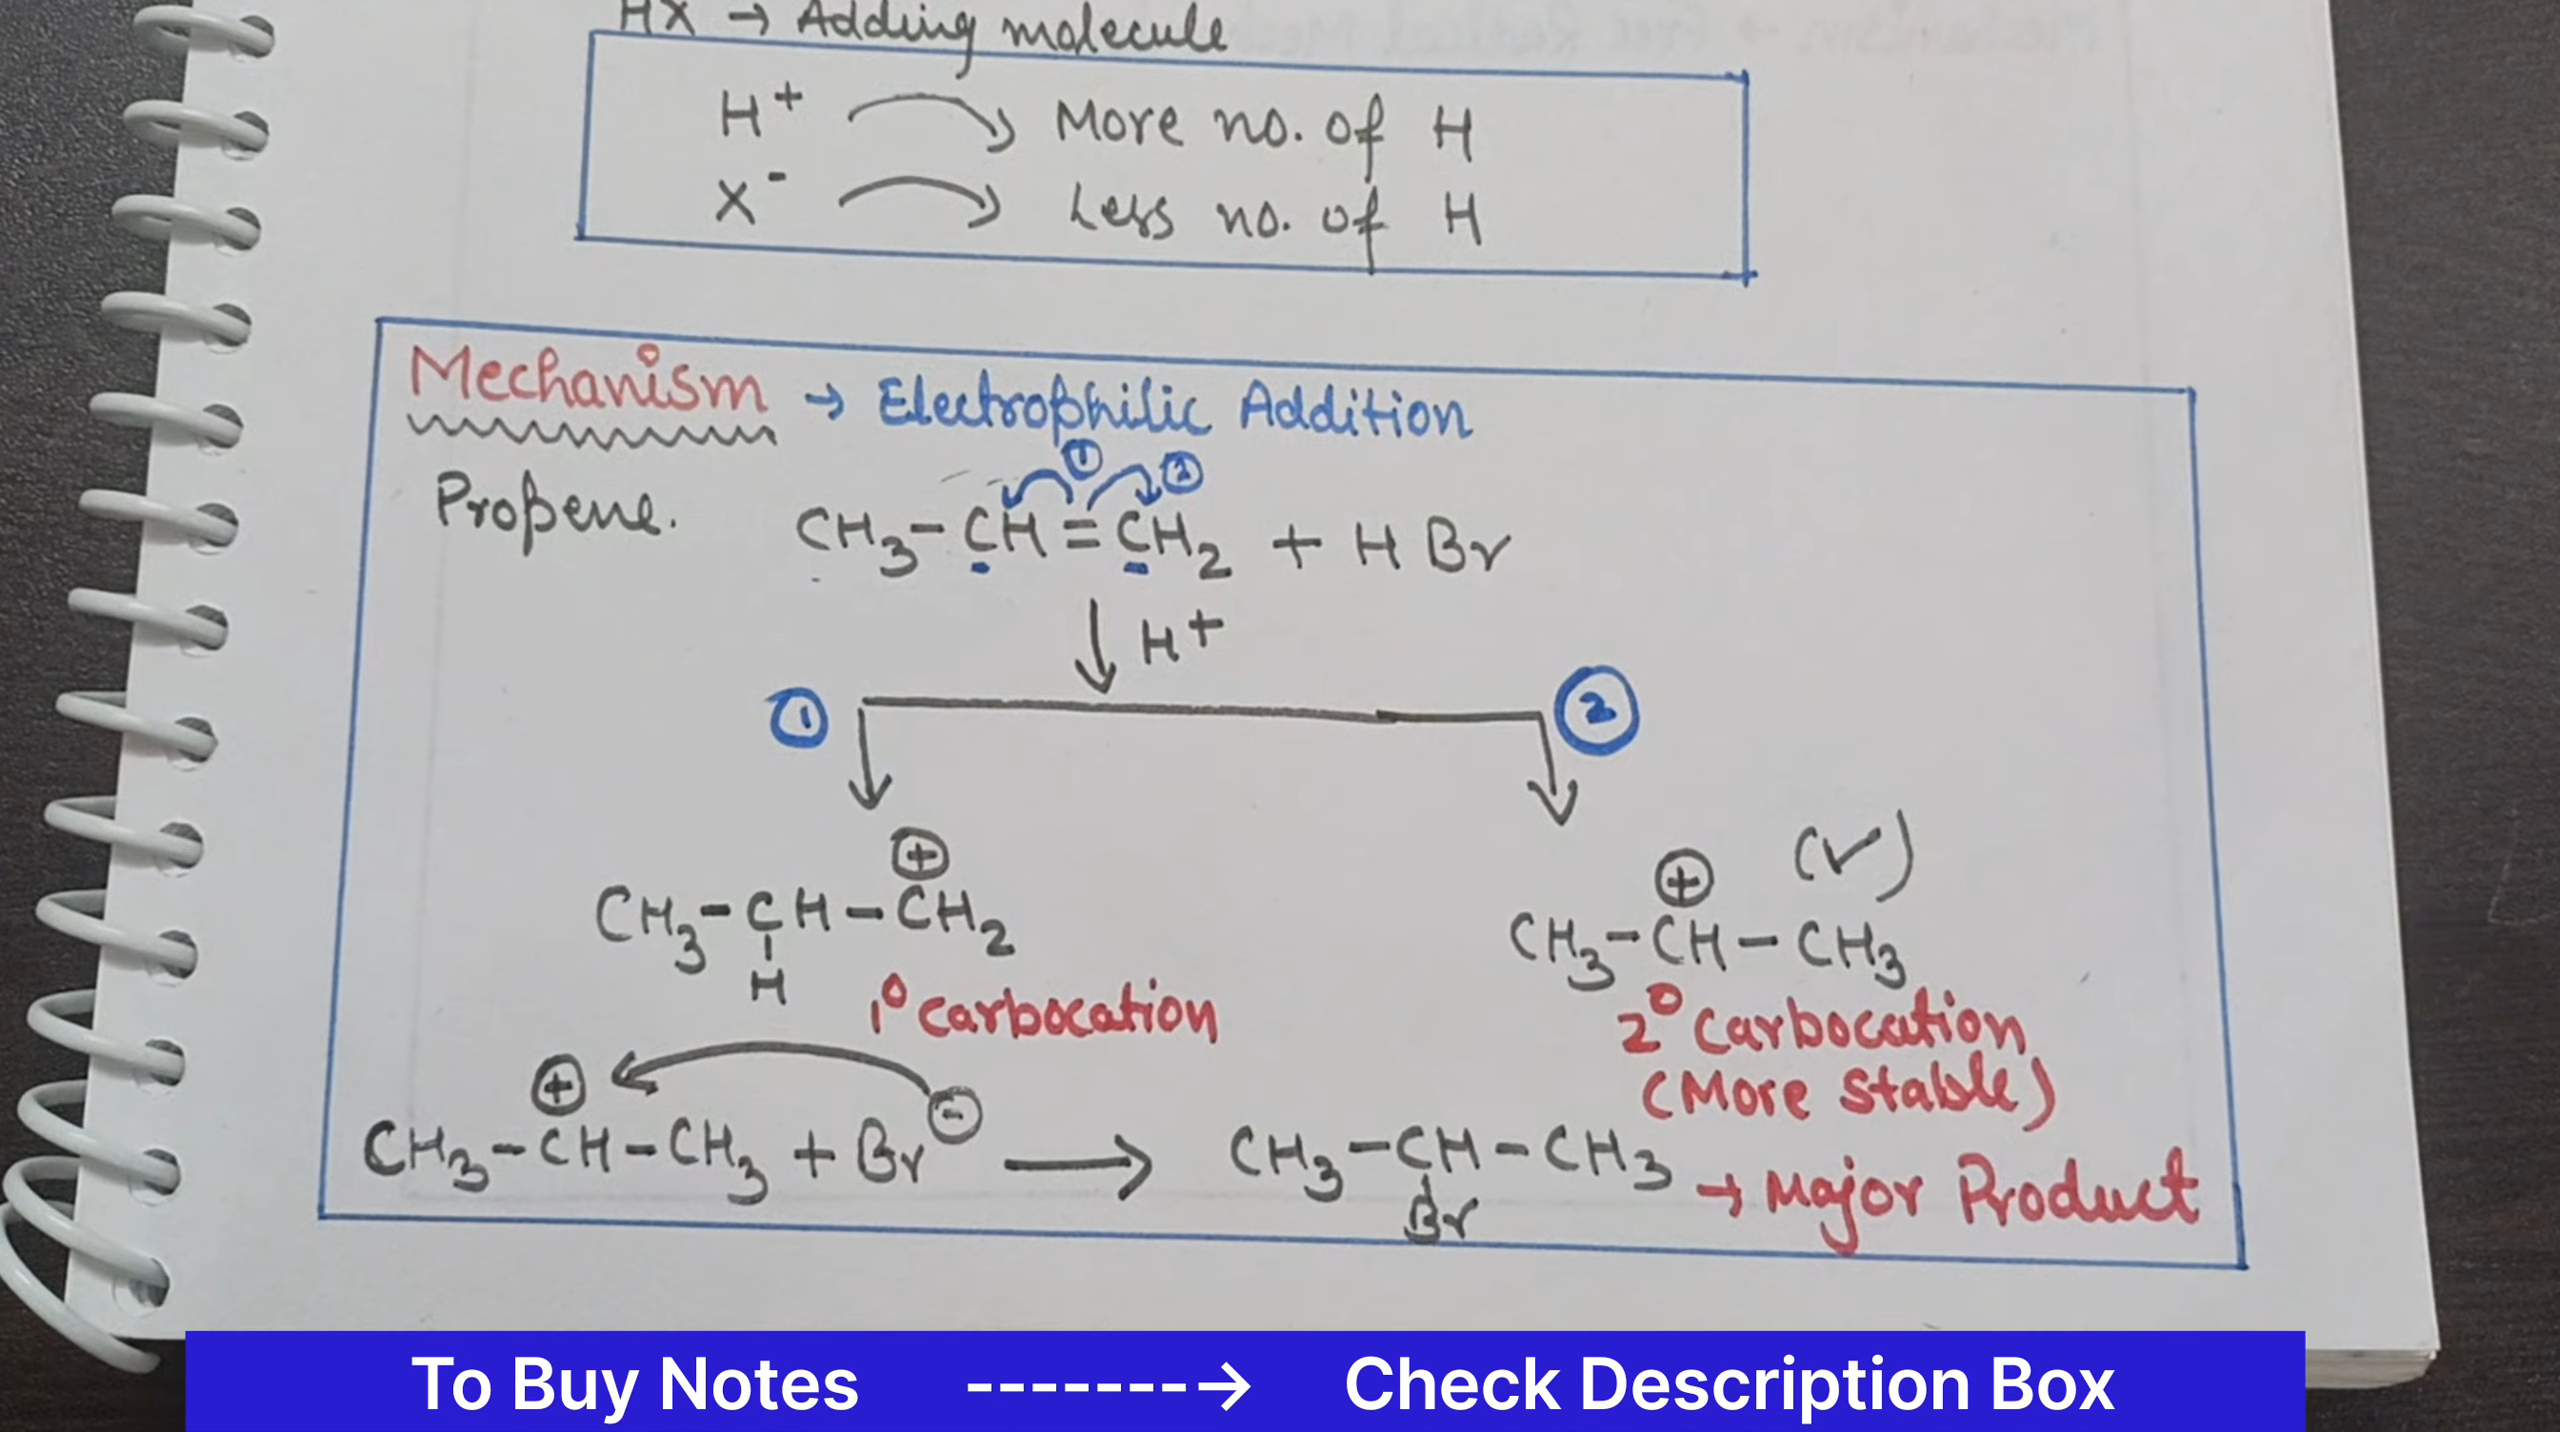 HX → Adding molecule
H⁺ → More no. of H
X⁻ → Less no. of H
Mechanism → Electrophilic Addition
① ②
Propene. CH₃-CH=CH₂ + HBr
↓ H⁺
① ②
⊕ ⊕ (✓)
CH₃-CH-CH₂ CH₃-CH-CH₃
H
1° carbocation 2° carbocation
(More stable)
⊕ ⊖
CH₃-CH-CH₃ + Br → CH₃-CH-CH₃ → Major Product
Br
To Buy Notes -------→ Check Description Box